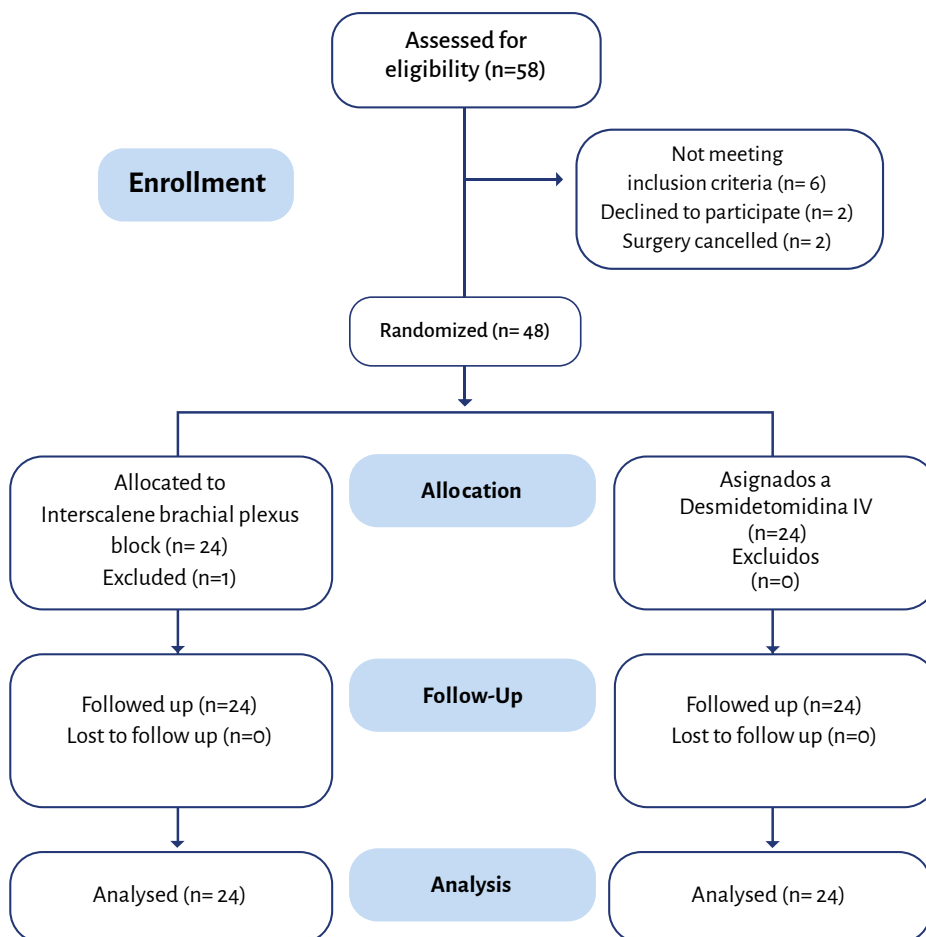 Assessed for
eligibility (n=58)
Enrollment
Not meeting
inclusion criteria (n= 6)
Declined to participate (n= 2)
Surgery cancelled (n= 2)
Randomized (n= 48)
Allocated to
Interscalene brachial plexus
block (n= 24)
Excluded (n=1)
Allocation
Asignados a
Desmidetomidina IV
(n=24)
Excluidos
(n=0)
Followed up (n=24)
Lost to follow up (n=0)
Follow-Up
Followed up (n=24)
Lost to follow up (n=0)
Analysed (n= 24)
Analysis
Analysed (n= 24)